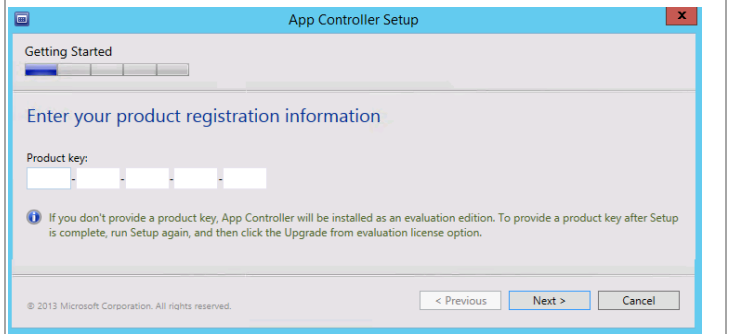 App Controller Setup
x
Getting Started
Enter your product registration information
Product key:
- - - -
If you don't provide a product key, App Controller will be installed as an evaluation edition. To provide a product key after Setup
is complete, run Setup again, and then click the Upgrade from evaluation license option.
© 2013 Microsoft Corporation. All rights reserved.
< Previous
Next >
Cancel